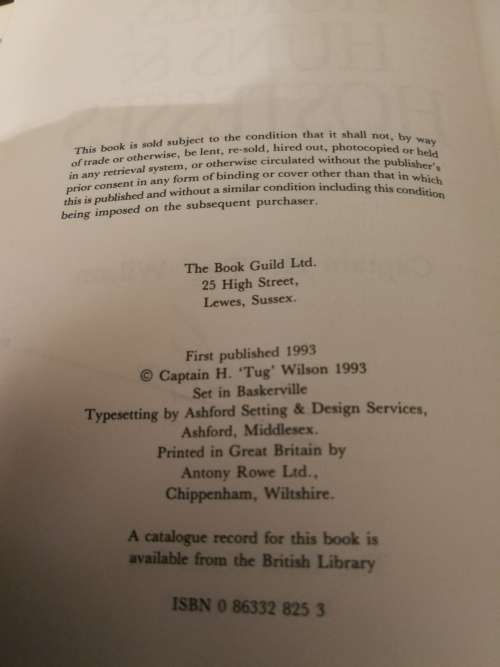 HORSES,
HUNS &
This book is sold subject to the condition that it shall not, by way
of trade or otherwise, be lent, re-sold, hired out, photocopied or held
in any retrieval system, or otherwise circulated without the publisher's
prior consent in any form of binding or cover other than that in which
this is published and without a similar condition including this condition
being imposed on the subsequent purchaser.
Captain Wilson
The Book Guild Ltd.
25 High Street,
Lewes, Sussex.
First published 1993
© Captain H. 'Tug' Wilson 1993
Set in Baskerville
Typesetting by Ashford Setting & Design Services,
Ashford, Middlesex.
Printed in Great Britain by
Antony Rowe Ltd.,
Chippenham, Wiltshire.
A catalogue record for this book is
available from the British Library
ISBN 0 86332 825 3